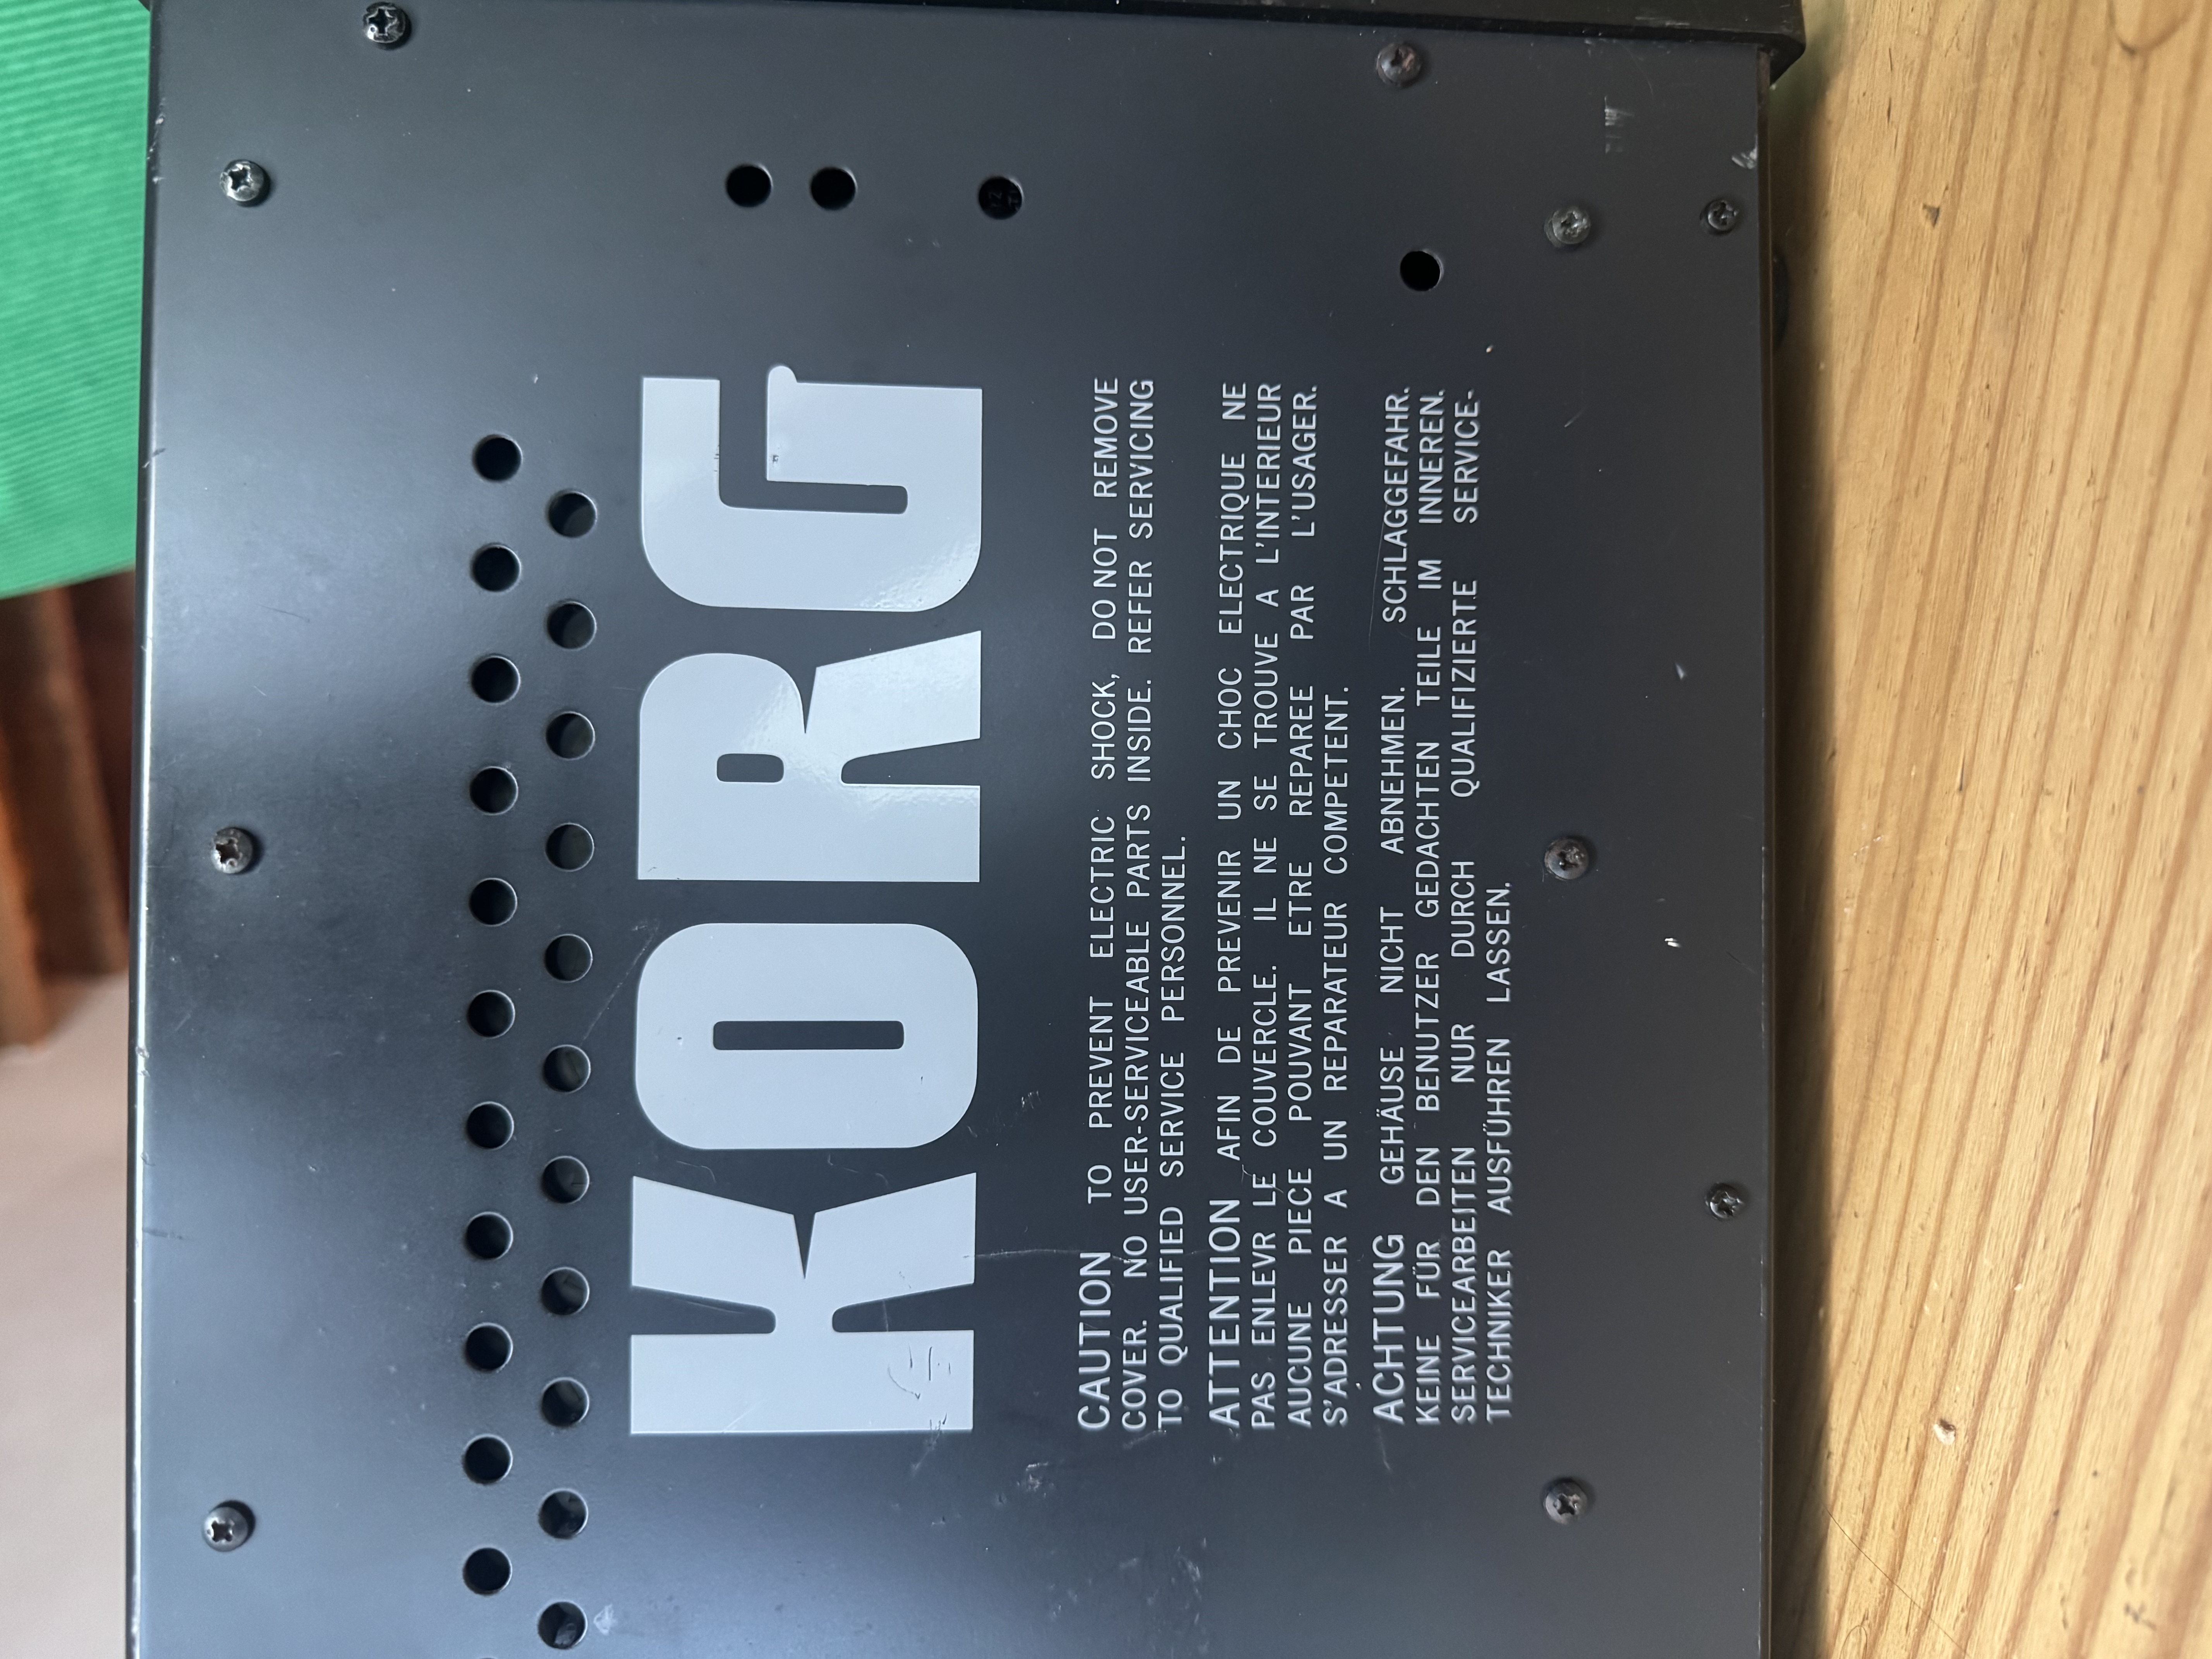 KORG
CAUTION TO PREVENT ELECTRIC SHOCK, DO NOT REMOVE
COVER. NO USER-SERVICEABLE PARTS INSIDE. REFER SERVICING
TO QUALIFIED SERVICE PERSONNEL.
ATTENTION AFIN DE PREVENIR UN CHOC ELECTRIQUE NE
PAS ENLEVR LE COUVERCLE. IL NE SE TROUVE A L'INTERIEUR
AUCUNE PIECE POUVANT ETRE REPAREE PAR L'USAGER.
S'ADRESSER A UN REPARATEUR COMPETENT.
ACHTUNG GEHÄUSE NICHT ABNEHMEN. SCHLAGGEFAHR.
KEINE FÜR DEN BENUTZER GEDACHTEN TEILE IM INNEREN.
SERVICEARBEITEN NUR DURCH QUALIFIZIERTE SERVICE-
TECHNIKER AUSFÜHREN LASSEN.